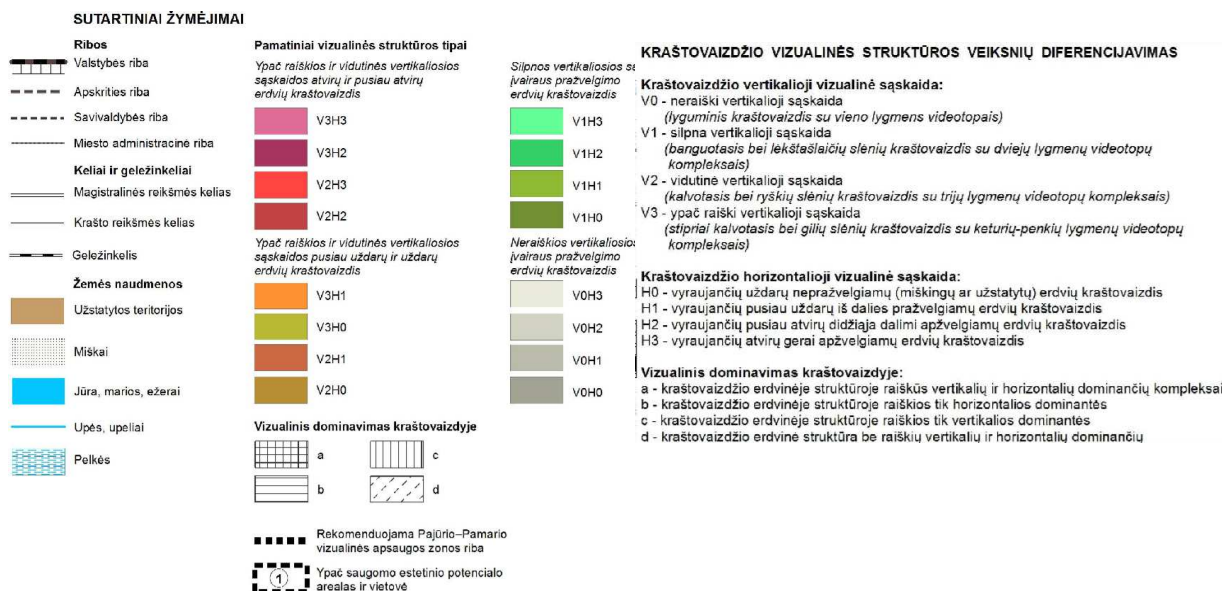 SUTARTINIAI ŽYMĖJIMAI
Ribos
Valstybės riba
Apskrities riba
Savivaldybės riba
Miesto administracinė riba
Keliai ir geležinkeliai
Magistralinės reikšmės kelias
Krašto reikšmės kelias
Geležinkelis
Žemės naudmenos
Užstatytos teritorijos
Miškai
Jūra, marios, ežerai
Upės, upeliai
Pelkės
Pamatiniai vizualinės struktūros tipai
Ypač raiškios ir vidutinės vertikaliosios
sąskaidos atvirų ir pusiau atvirų
erdvių kraštovaizdis
V3H3
V3H2
V2H3
V2H2
Ypač raiškios ir vidutinės vertikaliosios
sąskaidos pusiau uždarų ir uždarų
erdvių kraštovaizdis
V3H1
V3H0
V2H1
V2H0
Silpnos vertikaliosios są
įvairaus pražvelgimo
erdvių kraštovaizdis
V1H3
V1H2
V1H1
V1H0
Neraiškios vertikaliosios
įvairaus pražvelgimo
erdvių kraštovaizdis
V0H3
V0H2
V0H1
V0H0
Vizualinis dominavimas kraštovaizdyje
a
c
b
d
Rekomenduojama Pajūrio–Pamario
vizualinės apsaugos zonos riba
1
Ypač saugomo estetinio potencialo
arealas ir vietovė
KRAŠTOVAIZDŽIO VIZUALINĖS STRUKTŪROS VEIKSNIŲ DIFERENCIJAVIMAS
Kraštovaizdžio vertikalioji vizualinė sąskaida:
V0 - neraiški vertikalioji sąskaida
(lyguminis kraštovaizdis su vieno lygmens videotopais)
V1 - silpna vertikalioji sąskaida
(banguotasis bei lėkštašlaičių slėnių kraštovaizdis su dviejų lygmenų videotopų
kompleksais)
V2 - vidutinė vertikalioji sąskaida
(kalvotasis bei ryškių slėnių kraštovaizdis su trijų lygmenų videotopų kompleksais)
V3 - ypač raiški vertikalioji sąskaida
(stipriai kalvotasis bei gilių slėnių kraštovaizdis su keturių-penkių lygmenų videotopų
kompleksais)
Kraštovaizdžio horizontalioji vizualinė sąskaida:
H0 - vyraujančių uždarų nepražvelgiamų (miškingų ar užstatytų) erdvių kraštovaizdis
H1 - vyraujančių pusiau uždarų iš dalies pražvelgiamų erdvių kraštovaizdis
H2 - vyraujančių pusiau atvirų didžiąja dalimi apžvelgiamų erdvių kraštovaizdis
H3 - vyraujančių atvirų gerai apžvelgiamų erdvių kraštovaizdis
Vizualinis dominavimas kraštovaizdyje:
a - kraštovaizdžio erdvinėje struktūroje raiškūs vertikalių ir horizontalių dominančių kompleksai
b - kraštovaizdžio erdvinėje struktūroje raiškios tik horizontalios dominantės
c - kraštovaizdžio erdvinėje struktūroje raiškios tik vertikalios dominantės
d - kraštovaizdžio erdvinė struktūra be raiškių vertikalių ir horizontalių dominančių